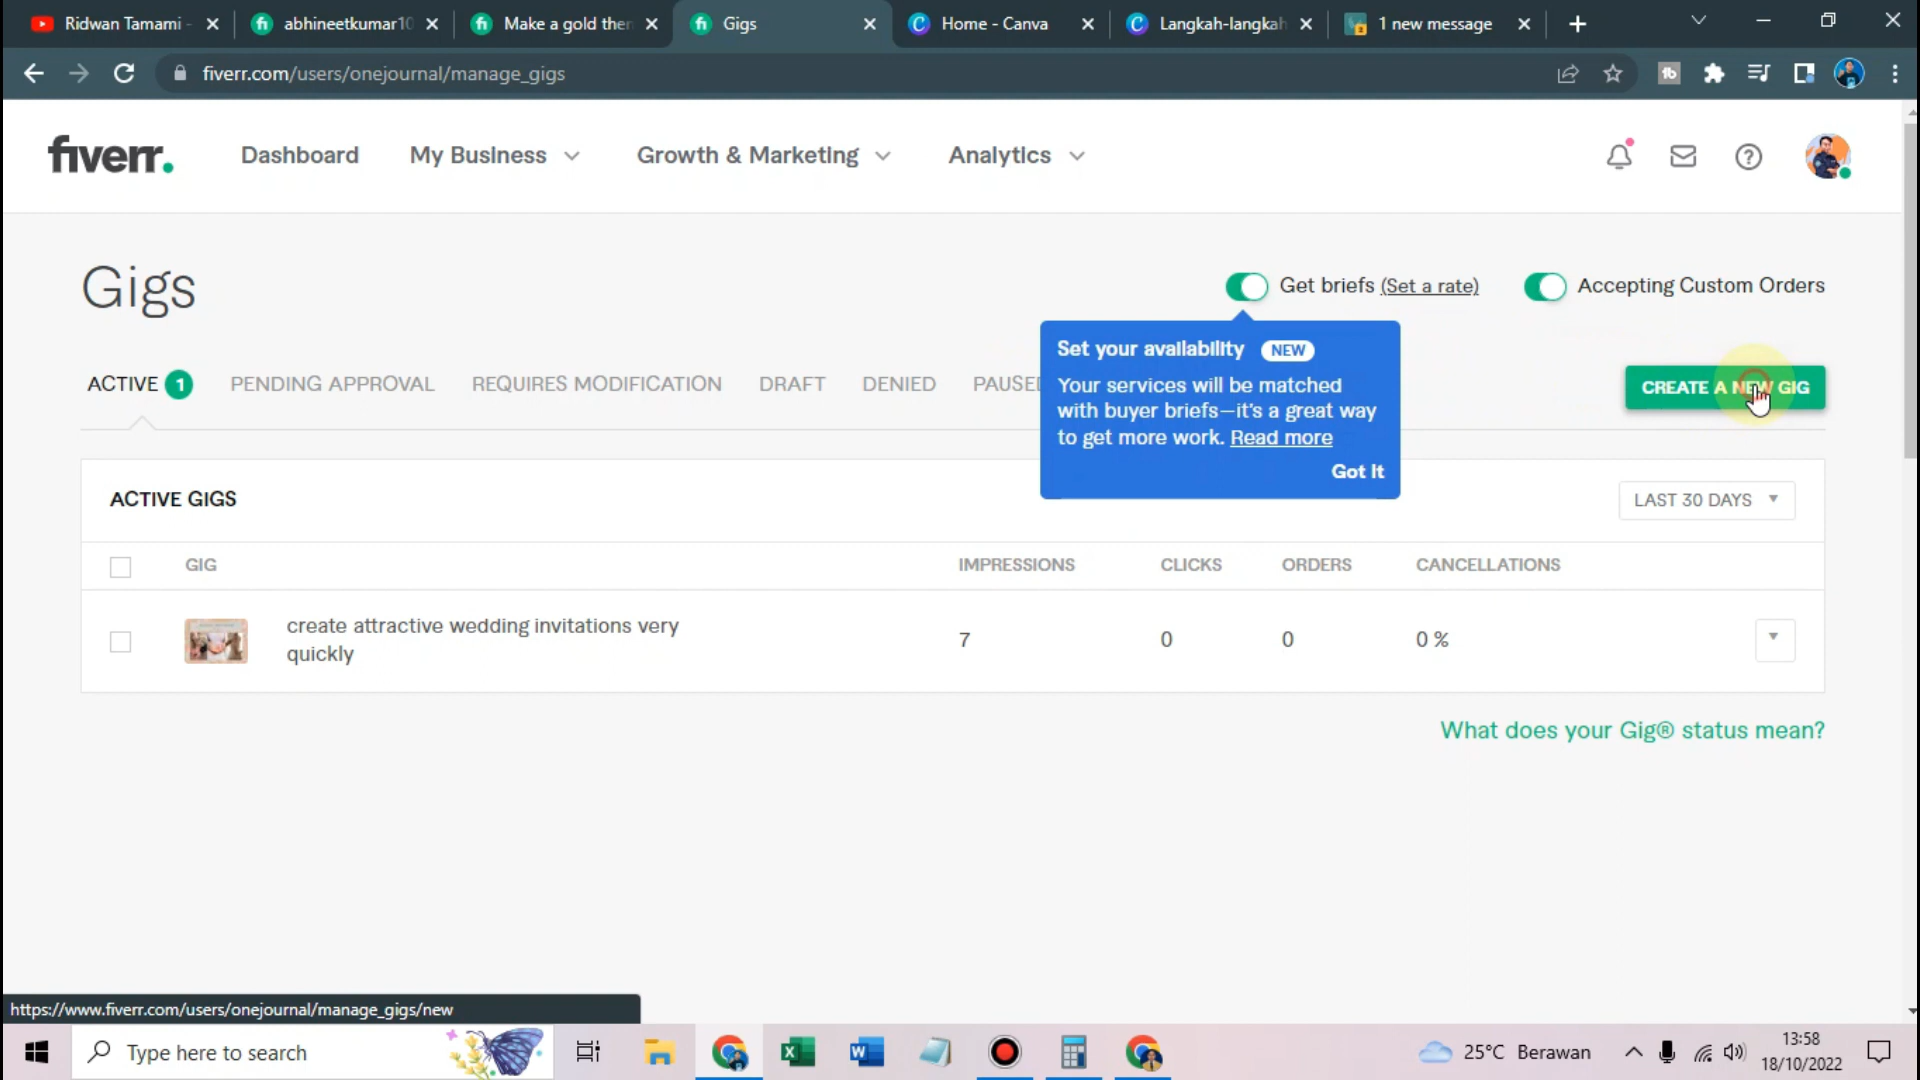 Ridwan Tamami -
abhineetkumar10
Make a gold then
Gigs
Home - Canva
Langkah-langkah
1 new message
fiverr.com/users/onejournal/manage_gigs
fiverr.
Dashboard
My Business
Growth & Marketing
Analytics
Gigs
Get briefs (Set a rate)
Accepting Custom Orders
Set your availability NEW
Your services will be matched
with buyer briefs—it's a great way
to get more work. Read more
Got it
ACTIVE 1
PENDING APPROVAL
REQUIRES MODIFICATION
DRAFT
DENIED
PAUSED
CREATE A NEW GIG
ACTIVE GIGS
LAST 30 DAYS
GIG
IMPRESSIONS
CLICKS
ORDERS
CANCELLATIONS
create attractive wedding invitations very
quickly
7
0
0
0 %
What does your Gig® status mean?
https://www.fiverr.com/users/onejournal/manage_gigs/new
Type here to search
25°C Berawan
13:58
18/10/2022